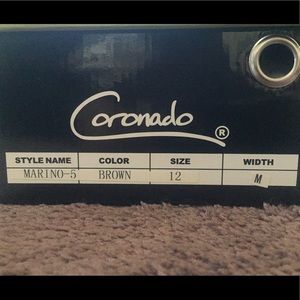 Coronado ®
STYLE NAME COLOR SIZE WIDTH
MARINO-5 BROWN 12 M